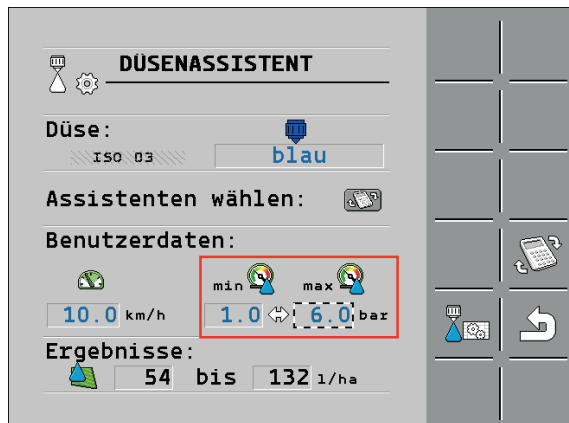 DÜSENASSISTENT
Düse:
ISO 03 blau
Assistenten wählen:
Benutzerdaten:
min max
10.0 km/h 1.0 6.0 bar
Ergebnisse:
54 bis 132 l/ha